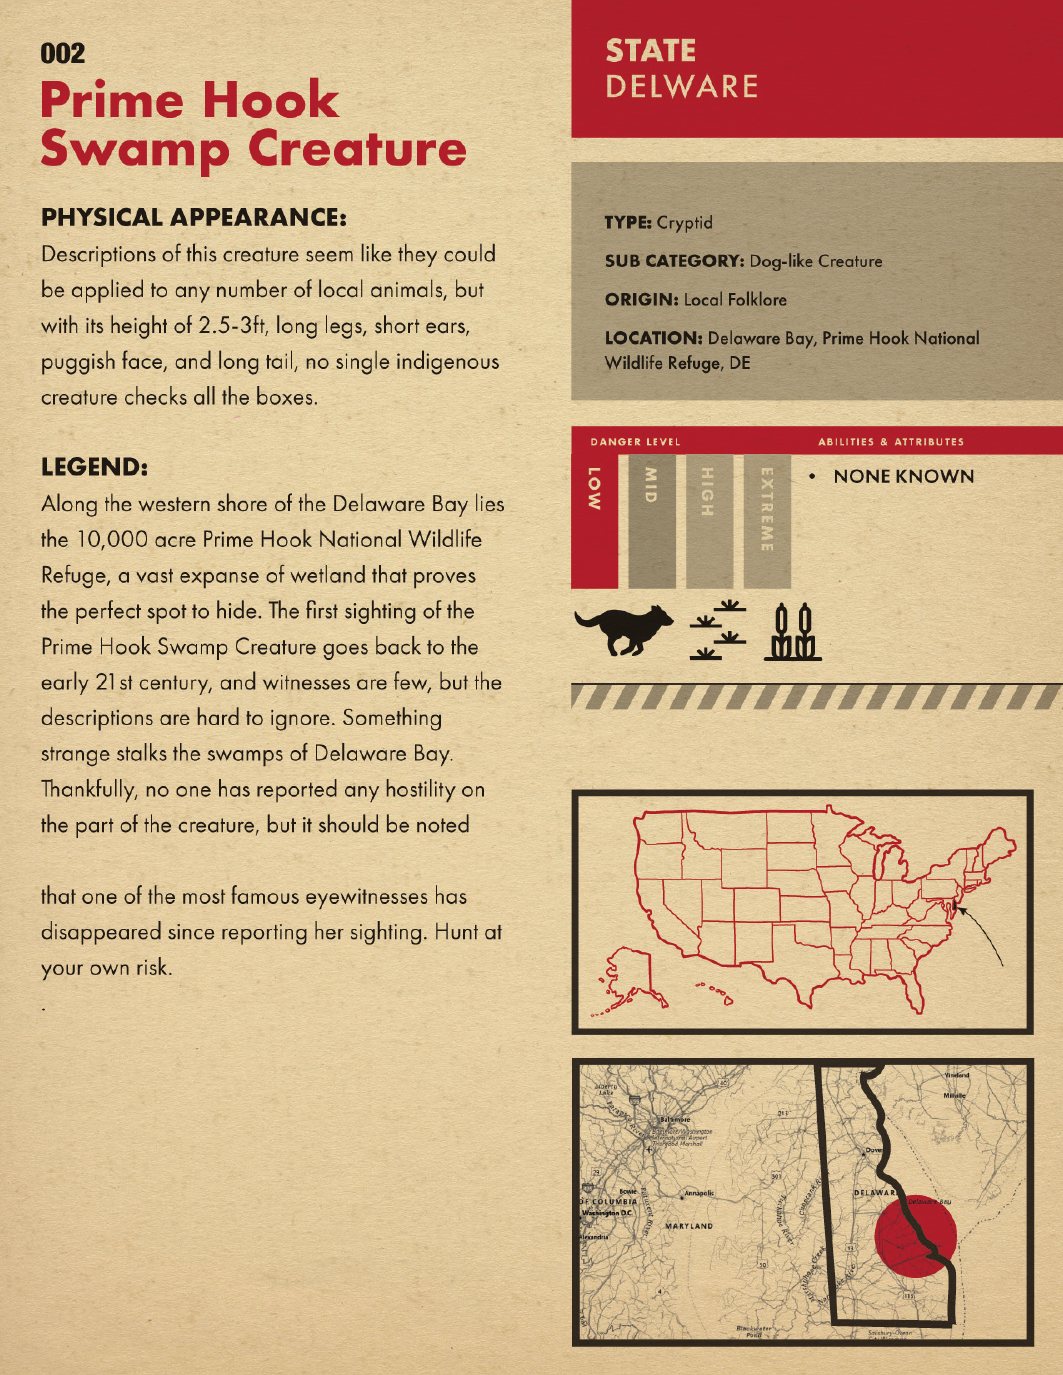 002
Prime Hook
Swamp Creature
PHYSICAL APPEARANCE:
Descriptions of this creature seem like they could
be applied to any number of local animals, but
with its height of 2.5-3ft, long legs, short ears,
puggish face, and long tail, no single indigenous
creature checks all the boxes.
LEGEND:
Along the western shore of the Delaware Bay lies
the 10,000 acre Prime Hook National Wildlife
Refuge, a vast expanse of wetland that proves
the perfect spot to hide. The first sighting of the
Prime Hook Swamp Creature goes back to the
early 21st century, and witnesses are few, but the
descriptions are hard to ignore. Something
strange stalks the swamps of Delaware Bay.
Thankfully, no one has reported any hostility on
the part of the creature, but it should be noted
that one of the most famous eyewitnesses has
disappeared since reporting her sighting. Hunt at
your own risk.
.
STATE
DELWARE
TYPE: Cryptid
SUB CATEGORY: Dog-like Creature
ORIGIN: Local Folklore
LOCATION: Delaware Bay, Prime Hook National
Wildlife Refuge, DE
DANGER LEVEL
LOW
MID
HIGH
EXTREME
ABILITIES & ATTRIBUTES
• NONE KNOWN
Vineland
Millville
Baltimore
Dover
Bowie
Annapolis
DELAWARE
Delaware Bay
OF COLUMBIA
Washington D.C.
MARYLAND
Alexandria
Blackwater
Pond